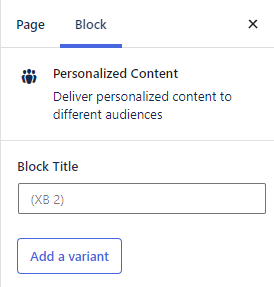 Page Block
Personalized Content
Deliver personalized content to
different audiences
Block Title
(XB 2)
Add a variant